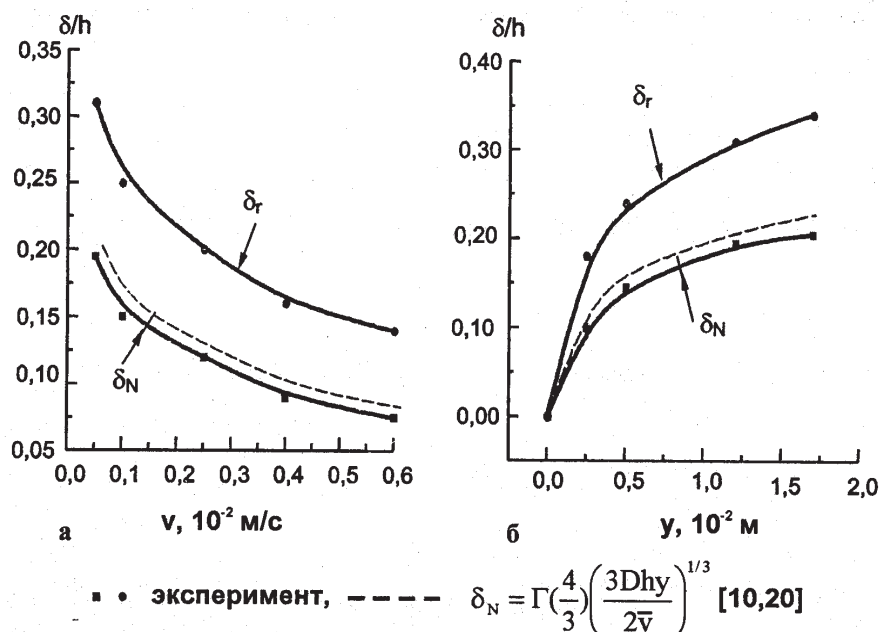 δ/h
0,35
0,30
0,25
0,20
0,15
0,10
0,05
0,0 0,1 0,2 0,3 0,4 0,5 0,6
v, 10⁻² м/с
δr
δN
а
δ/h
0,40
0,30
0,20
0,10
0,00
0,0 0,5 1,0 1,5 2,0
y, 10⁻² м
δr
δN
б
эксперимент, δN = Γ(4/3)(3Dhy/2v̅)^1/3 [10,20]